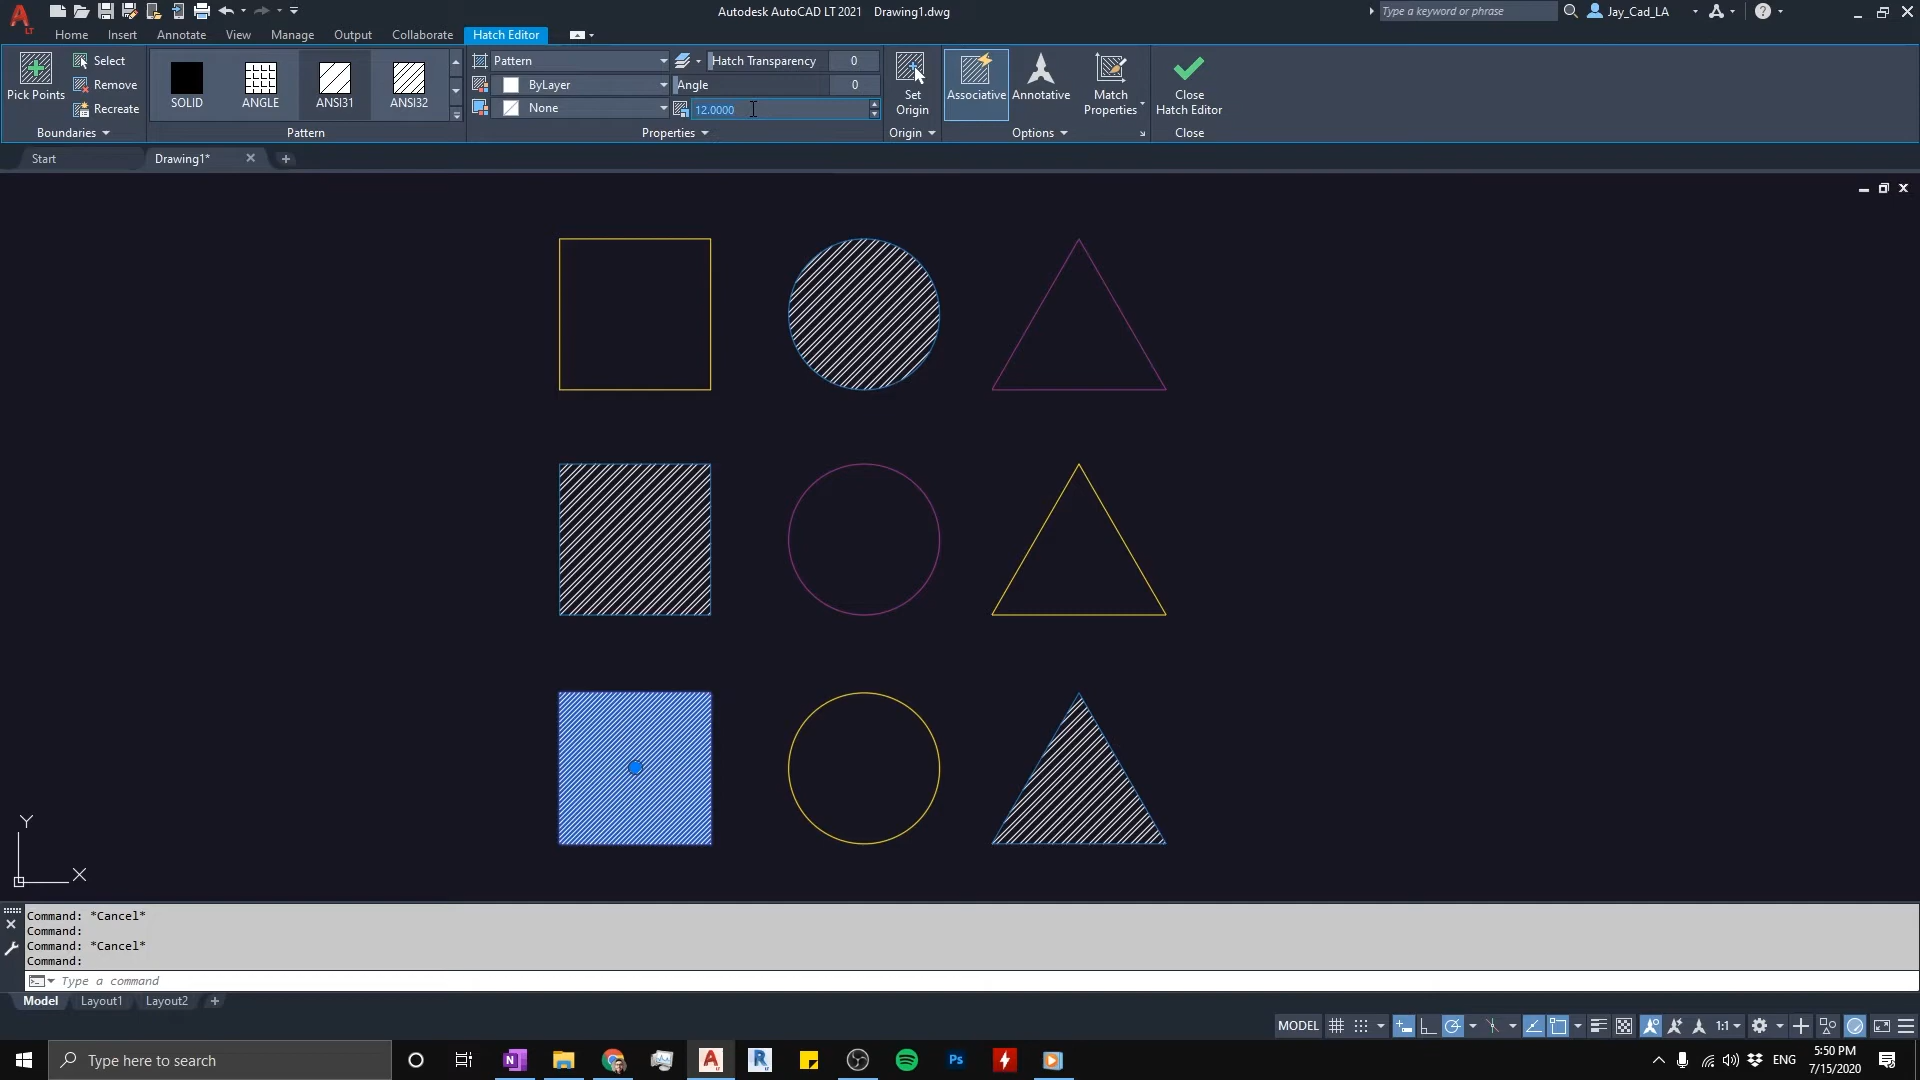 Autodesk AutoCAD LT 2021 Drawing1.dwg
Type a keyword or phrase
Jay_Cad_LA
LT
Home Insert Annotate View Manage Output Collaborate Hatch Editor
Pick Points
Select
Remove
Recreate
Boundaries
SOLID ANGLE ANSI31 ANSI32
Pattern
Pattern
ByLayer
None
Hatch Transparency 0
Angle 0
12.0000
Properties
Set
Origin
Origin
Associative
Annotative
Match
Properties
Options
Close
Hatch Editor
Close
Start Drawing1*
Y
X
Command: *Cancel*
Command:
Command: *Cancel*
Command:
Type a command
Model Layout1 Layout2
MODEL 1:1
Type here to search
ENG
5:50 PM
7/15/2020